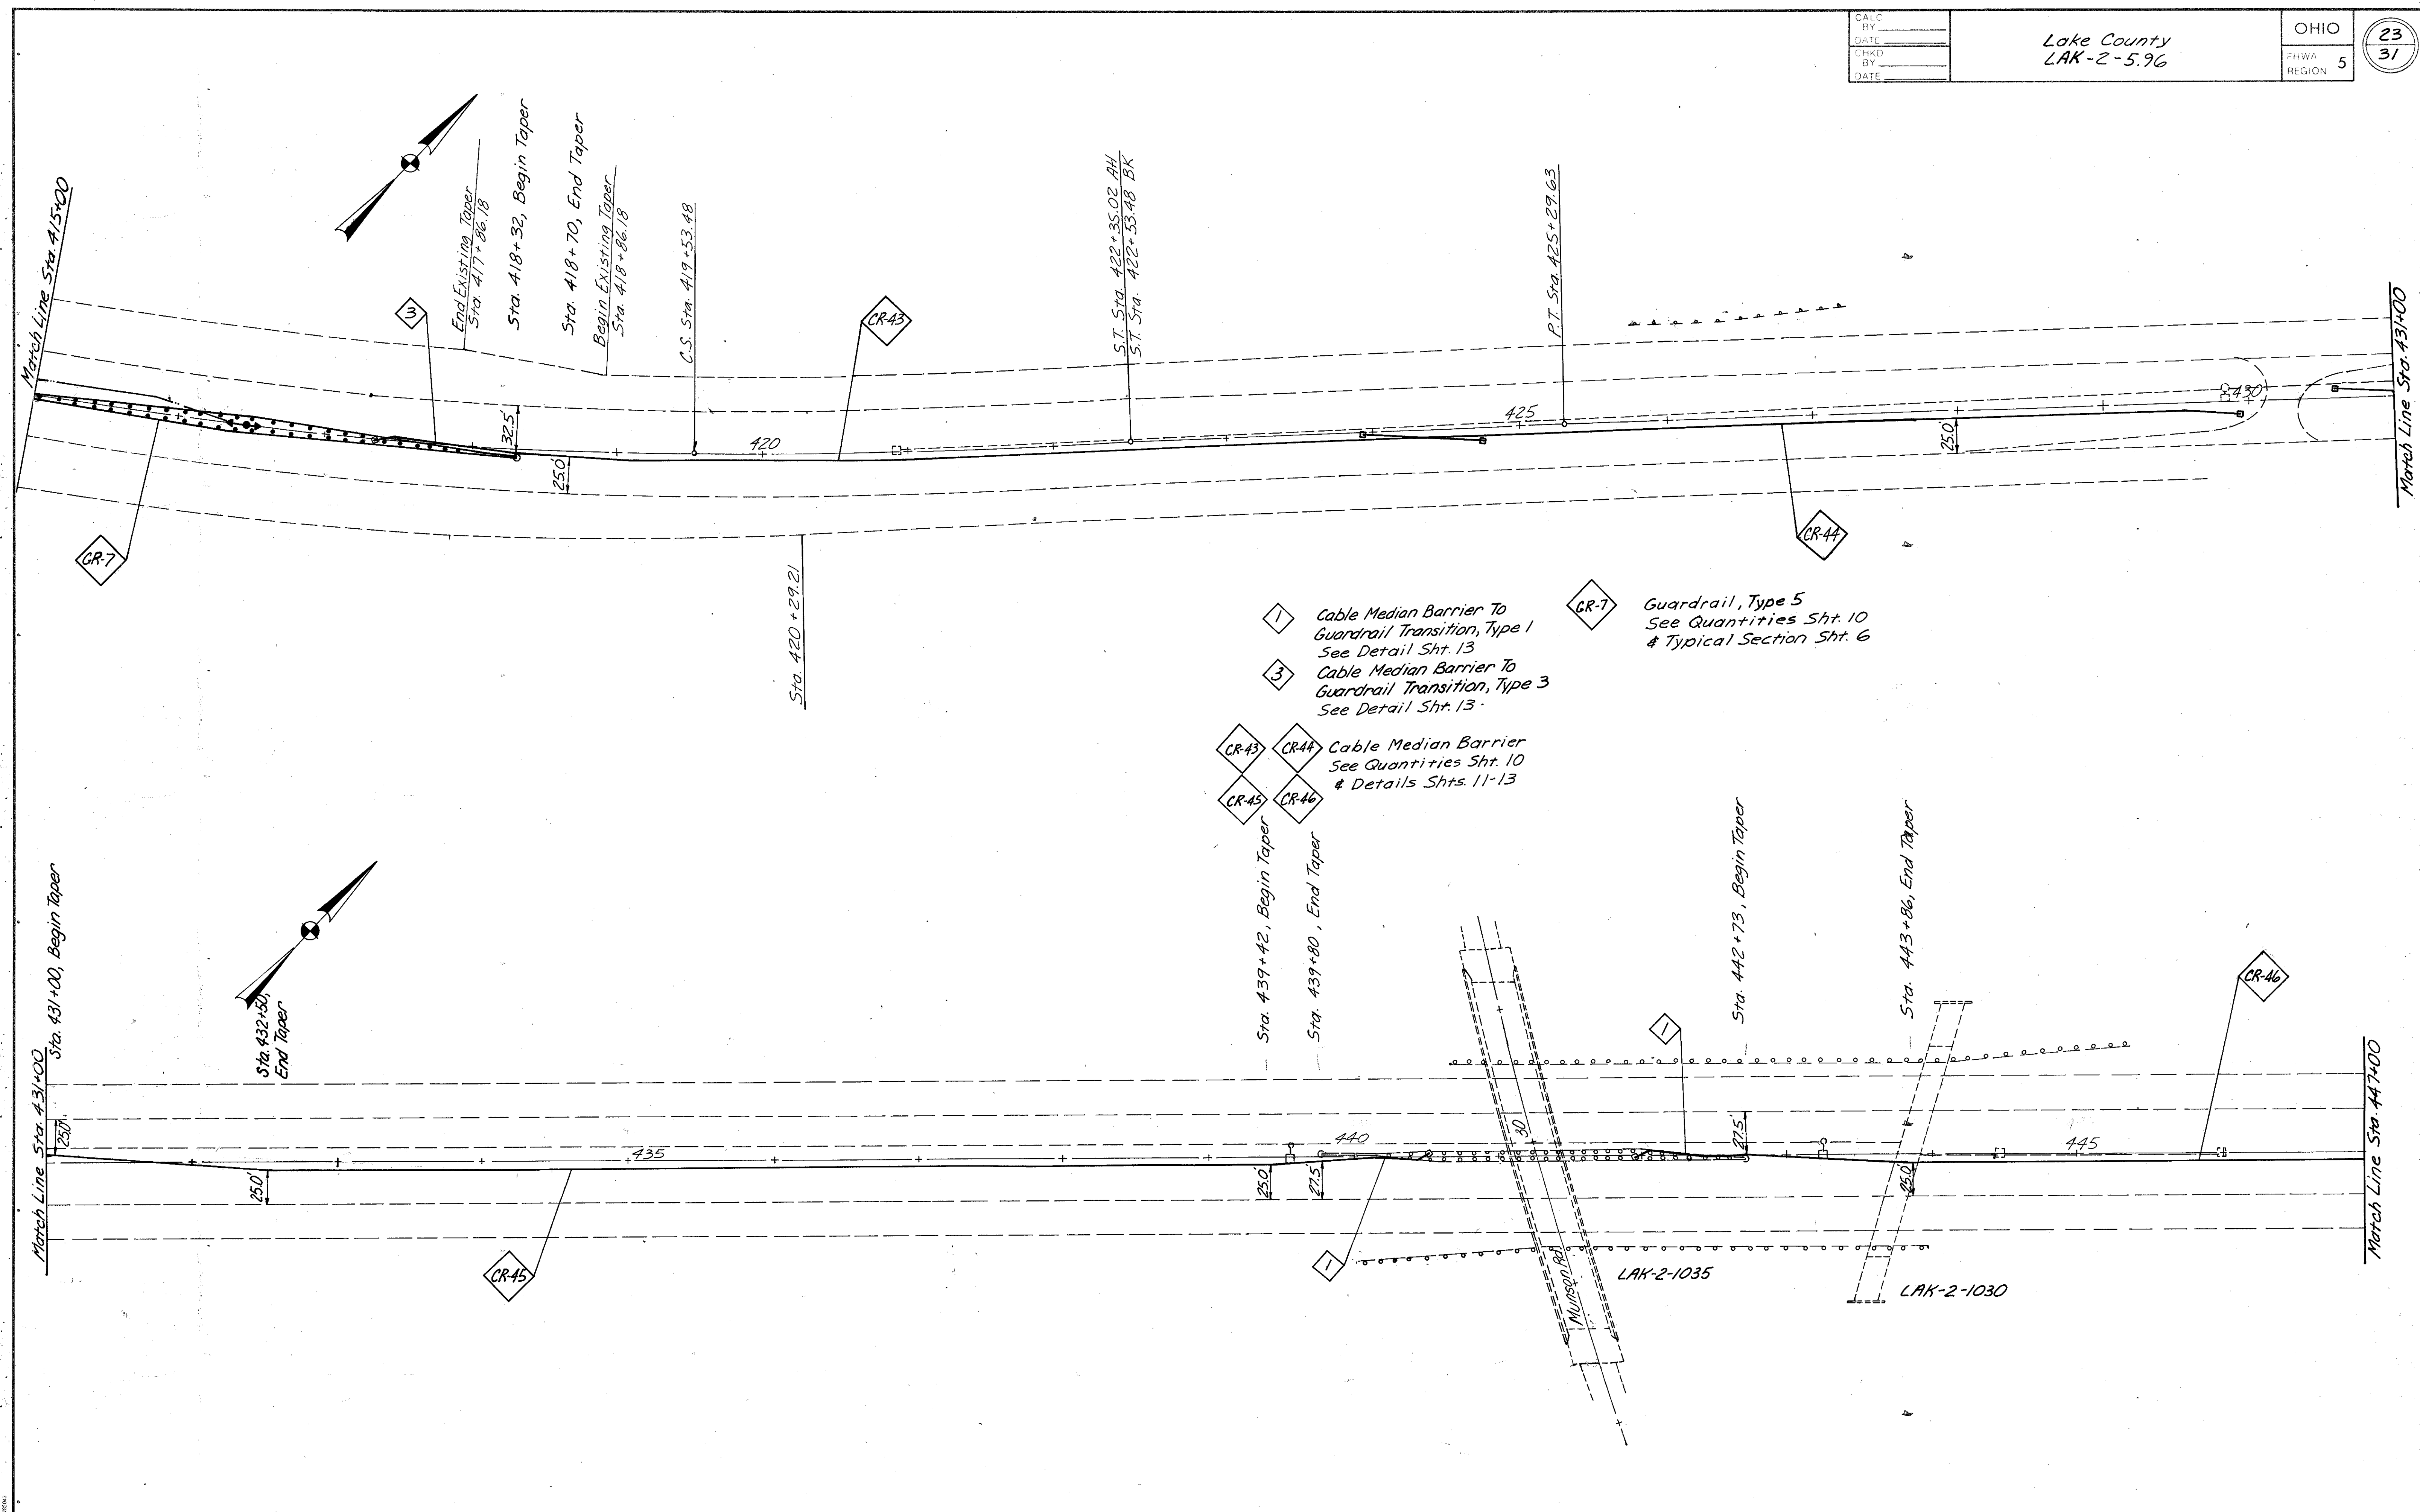 CALC
BY
DATE
CHKD
BY
DATE
Lake County
LAK-2-5.96
OHIO
FHWA
REGION 5
23
31
Match Line Sta. 415+00
3
End Existing Taper
Sta. 417+86.18
Sta. 418+32, Begin Taper
Sta. 418+70, End Taper
Begin Existing Taper
Sta. 418+86.18
C.S. Sta. 419+53.48
CR-43
S.T. Sta. 422+35.02 AH
S.T. Sta. 422+53.48 BK
P.T. Sta. 425+29.63
Match Line Sta. 431+00
32.5'
25.0'
420
425
430
25.0'
GR-7
CR-44
Sta. 420+29.21
1
Cable Median Barrier To
Guardrail Transition, Type 1
See Detail Sht. 13
3
Cable Median Barrier To
Guardrail Transition, Type 3
See Detail Sht. 13
GR-7
Guardrail, Type 5
See Quantities Sht. 10
& Typical Section Sht. 6
CR-43
CR-44
Cable Median Barrier
See Quantities Sht. 10
& Details Shts. 11-13
CR-45
CR-46
Match Line Sta. 431+00
Sta. 431+00, Begin Taper
Sta. 432+50,
End Taper
Sta. 439+42, Begin Taper
Sta. 439+80, End Taper
Sta. 442+73, Begin Taper
Sta. 443+86, End Taper
CR-46
1
25.0'
25.0'
435
440
30
27.5'
445
25.0'
27.5'
25.0'
CR-45
1
Munson Rd.
LAK-2-1035
LAK-2-1030
Match Line Sta. 447+00